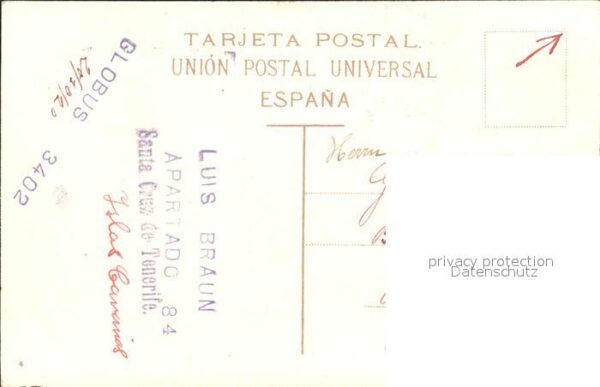 TARJETA POSTAL.
UNIÓN POSTAL UNIVERSAL
ESPAÑA
GLOBUS
3402
LUIS BRAUN
APARTADO 84
Santa Cruz de Tenerife.
Islas Canarias
Herrn
privacy protection
Datenschutz